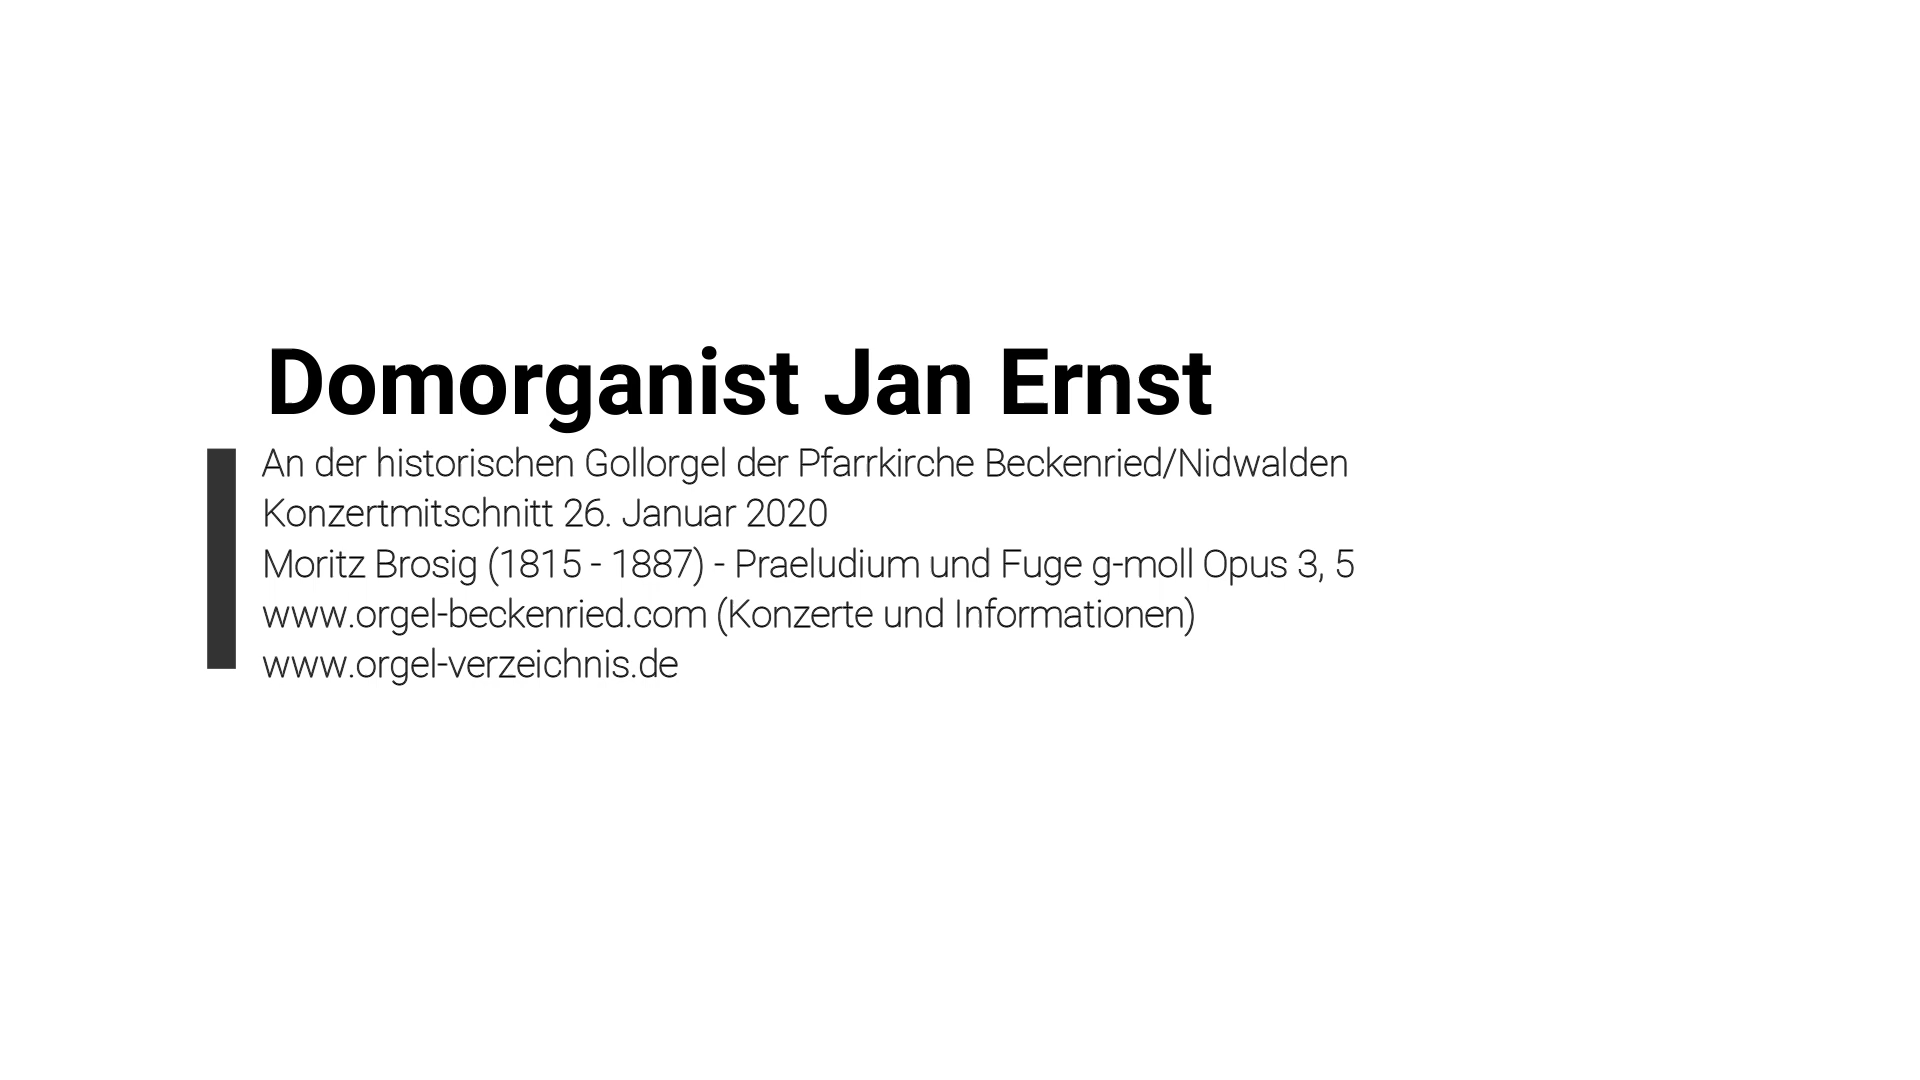 Domorganist Jan Ernst
An der historischen Gollorgel der Pfarrkirche Beckenried/Nidwalden
Konzertmitschnitt 26. Januar 2020
Moritz Brosig (1815 - 1887) - Praeludium und Fuge g-moll Opus 3, 5
www.orgel-beckenried.com (Konzerte und Informationen)
www.orgel-verzeichnis.de